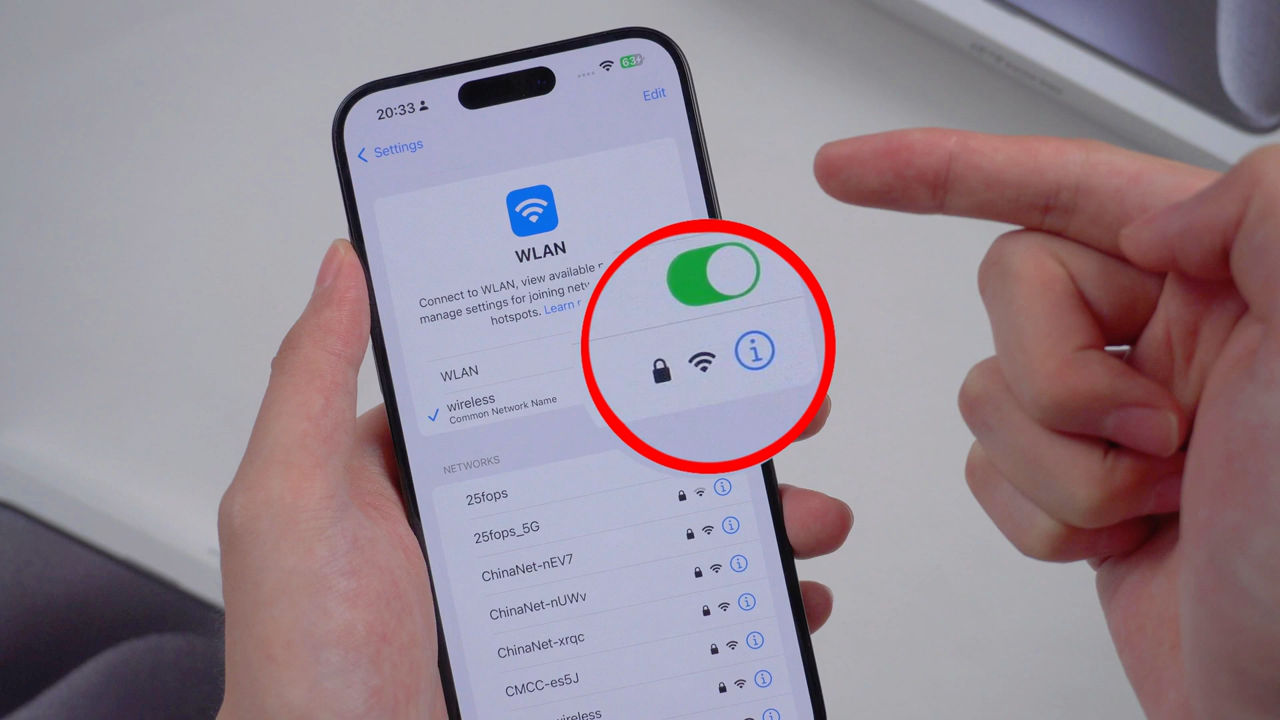 20:33
63
Edit
Settings
WLAN
Connect to WLAN, view available
manage settings for joining
hotspots. Learn
WLAN
wireless
Common Network Name
NETWORKS
25fops
25fops_5G
ChinaNet-nEV7
ChinaNet-nUWv
ChinaNet-xrqc
CMCC-es5J
wireless